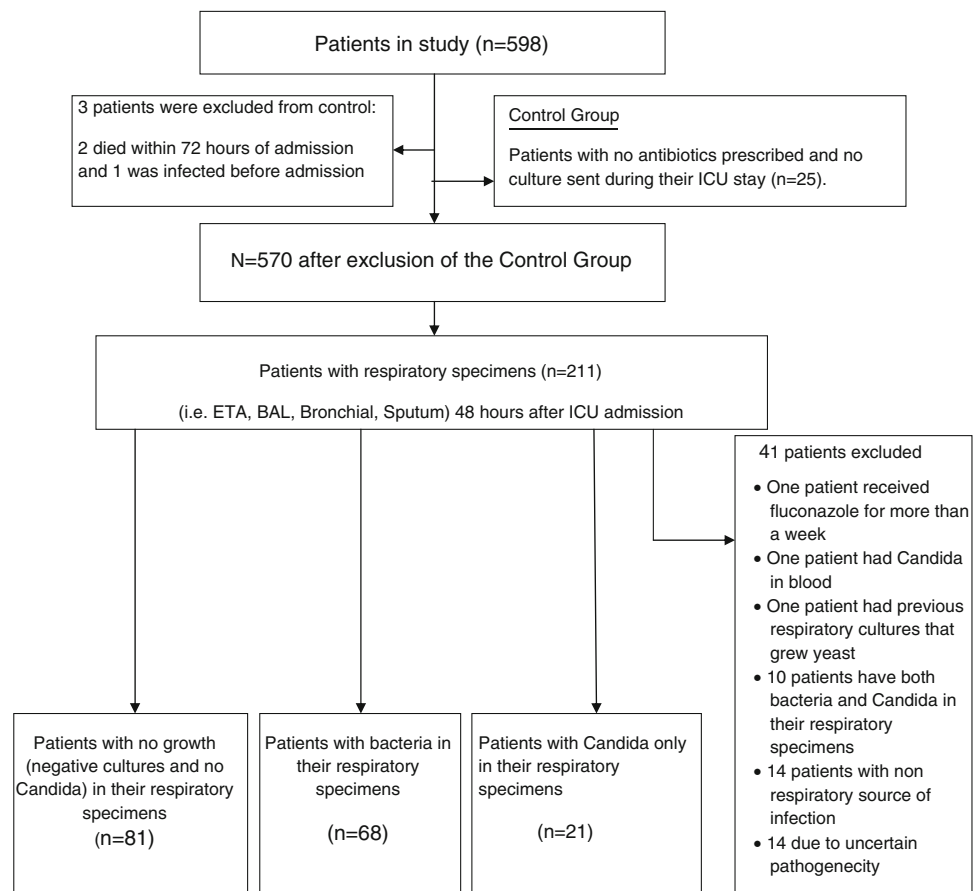 Patients in study (n=598)
3 patients were excluded from control:
2 died within 72 hours of admission
and 1 was infected before admission
Control Group
Patients with no antibiotics prescribed and no
culture sent during their ICU stay (n=25).
N=570 after exclusion of the Control Group
Patients with respiratory specimens (n=211)
(i.e. ETA, BAL, Bronchial, Sputum) 48 hours after ICU admission
41 patients excluded
• One patient received
fluconazole for more than
a week
• One patient had Candida
in blood
• One patient had previous
respiratory cultures that
grew yeast
• 10 patients have both
bacteria and Candida in
their respiratory
specimens
• 14 patients with non
respiratory source of
infection
• 14 due to uncertain
pathogenecity
Patients with no growth
(negative cultures and no
Candida) in their respiratory
specimens
(n=81)
Patients with bacteria in
their respiratory
specimens
(n=68)
Patients with Candida only
in their respiratory
specimens
(n=21)